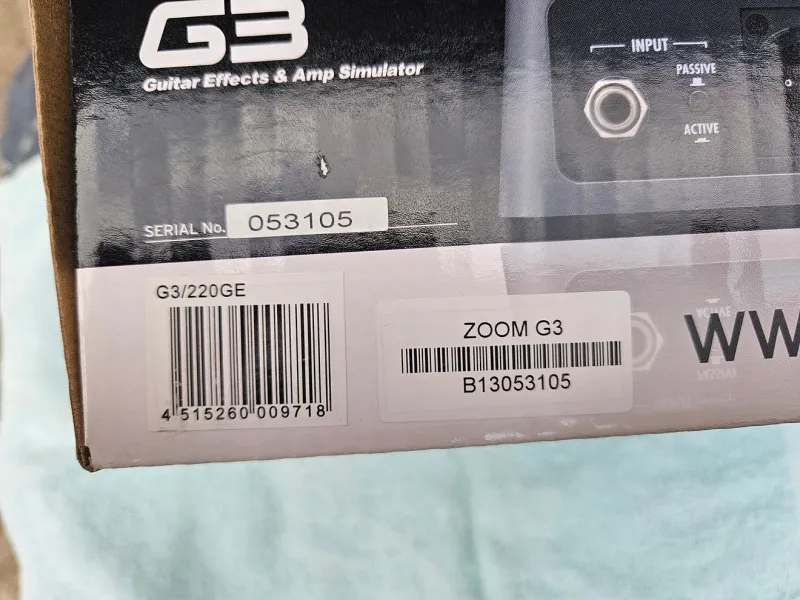 G3
Guitar Effects & Amp Simulator
INPUT
PASSIVE
ACTIVE
SERIAL No. 053105
G3/220GE
4 515260 009718
ZOOM G3
B13053105
WW